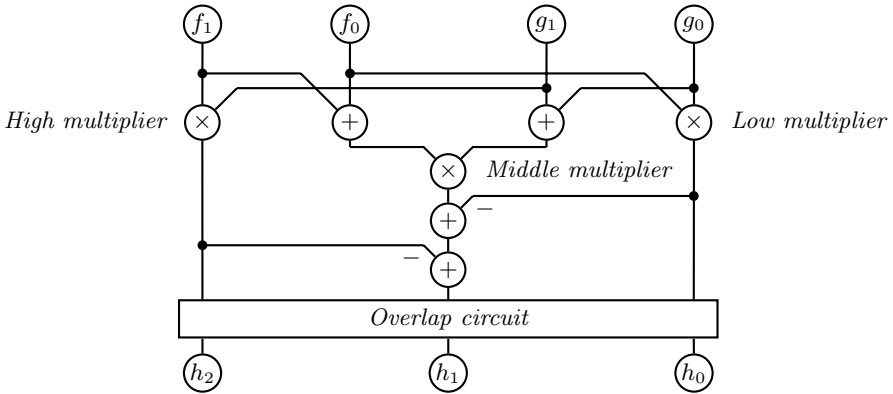 f₁ f₀ g₁ g₀
High multiplier × + + × Low multiplier
× Middle multiplier
+ −
− +
Overlap circuit
h₂ h₁ h₀